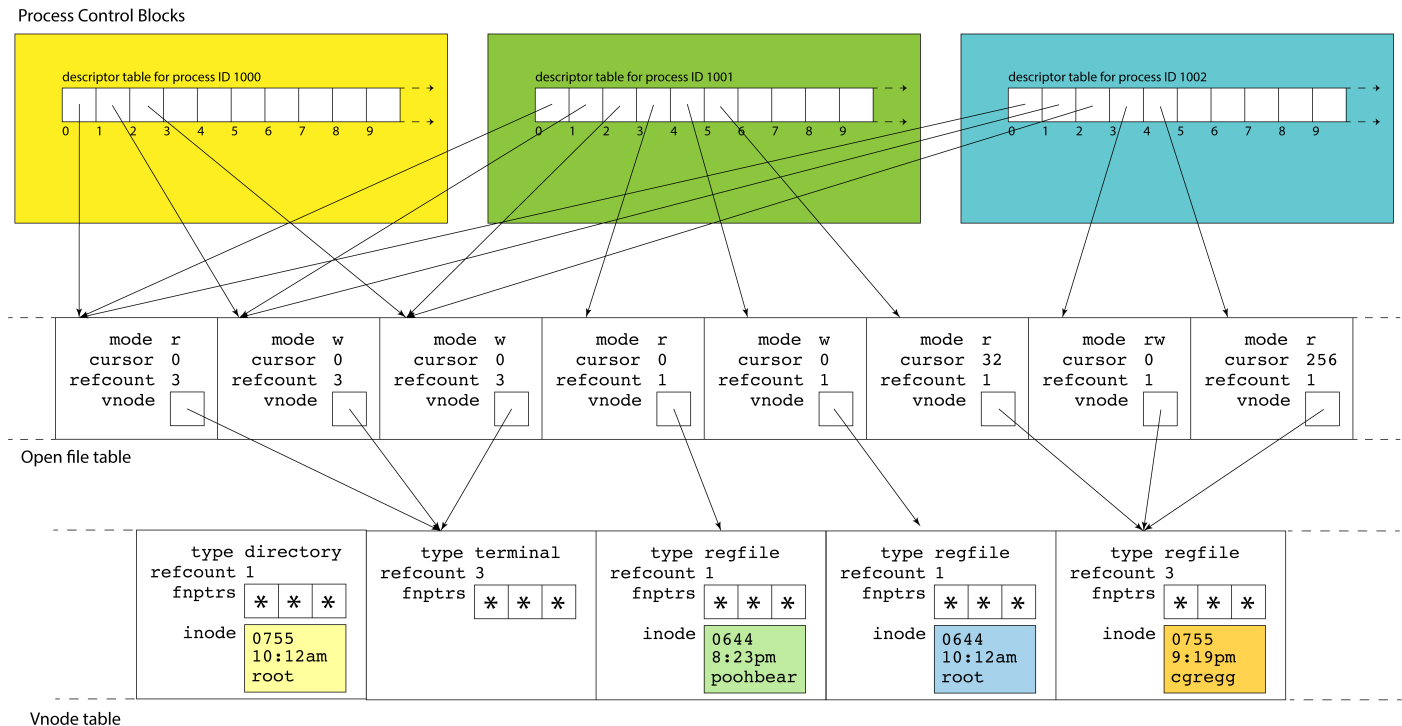 Process Control Blocks
descriptor table for process ID 1000
0 1 2 3 4 5 6 7 8 9
descriptor table for process ID 1001
0 1 2 3 4 5 6 7 8 9
descriptor table for process ID 1002
0 1 2 3 4 5 6 7 8 9
mode r
cursor 0
refcount 3
vnode
mode w
cursor 0
refcount 3
vnode
mode w
cursor 0
refcount 3
vnode
mode r
cursor 0
refcount 1
vnode
mode w
cursor 0
refcount 1
vnode
mode r
cursor 32
refcount 1
vnode
mode rw
cursor 0
refcount 1
vnode
mode r
cursor 256
refcount 1
vnode
Open file table
type directory
refcount 1
fnptrs * * *
inode 0755
10:12am
root
type terminal
refcount 3
fnptrs * * *
type regfile
refcount 1
fnptrs * * *
inode 0644
8:23pm
poohbear
type regfile
refcount 1
fnptrs * * *
inode 0644
10:12am
root
type regfile
refcount 3
fnptrs * * *
inode 0755
9:19pm
cgregg
Vnode table